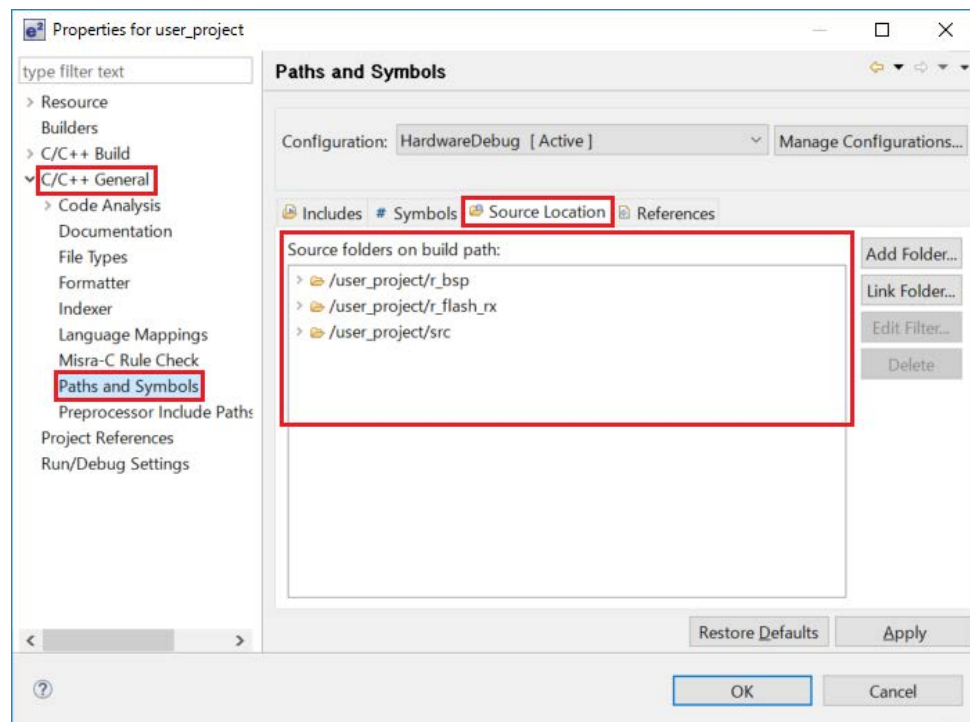 e² Properties for user_project
type filter text
Resource
Builders
C/C++ Build
C/C++ General
Code Analysis
Documentation
File Types
Formatter
Indexer
Language Mappings
Misra-C Rule Check
Paths and Symbols
Preprocessor Include Paths
Project References
Run/Debug Settings
Paths and Symbols
Configuration: HardwareDebug [ Active ] Manage Configurations...
Includes # Symbols Source Location References
Source folders on build path:
/user_project/r_bsp
/user_project/r_flash_rx
/user_project/src
Add Folder...
Link Folder...
Edit Filter...
Delete
Restore Defaults Apply
? OK Cancel